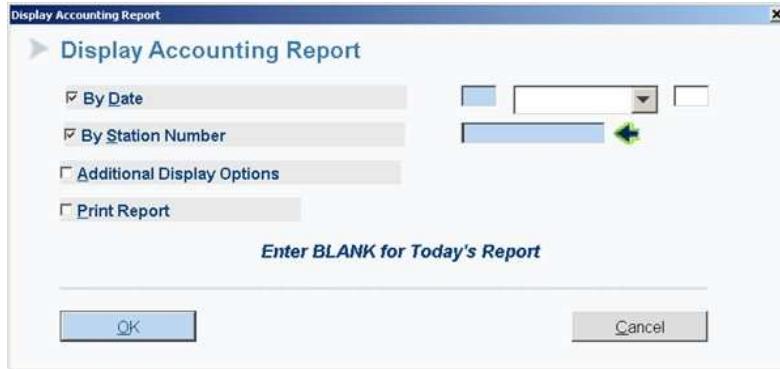 Display Accounting Report
Display Accounting Report
By Date
By Station Number
Additional Display Options
Print Report
Enter BLANK for Today's Report
OK
Cancel